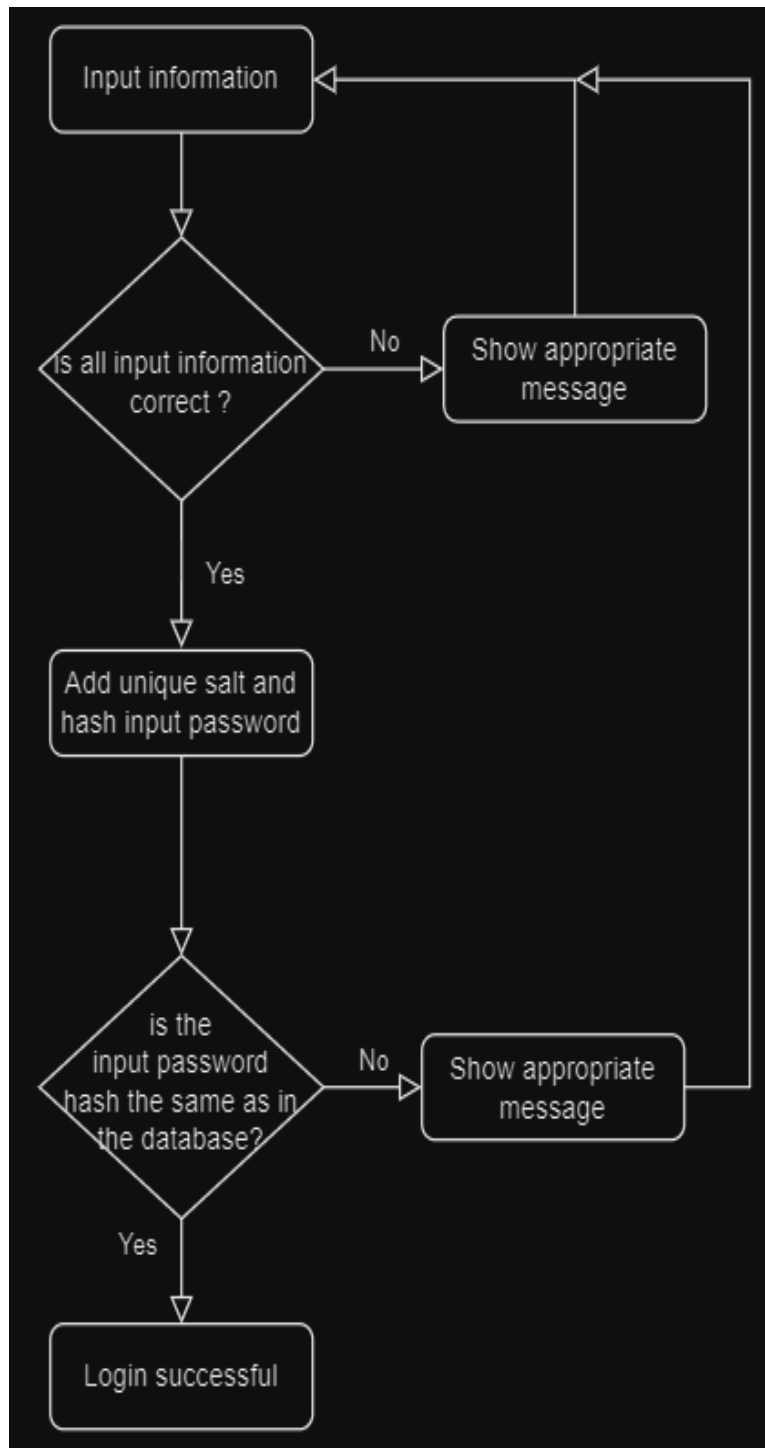 Input information
Is all input information
correct ?
No
Show appropriate
message
Yes
Add unique salt and
hash input password
is the
input password
hash the same as in
the database?
No
Show appropriate
message
Yes
Login successful